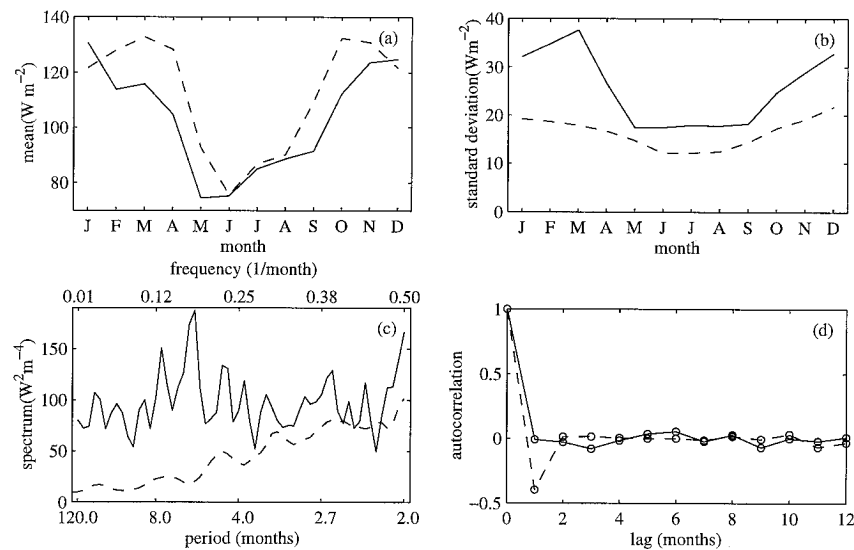 140
120
100
80
mean(W m⁻²)
(a)
J F M A M J J A S O N D
month
40
30
20
10
0
standard deviation(Wm⁻²)
(b)
J F M A M J J A S O N D
month
frequency (1/month)
0.01 0.12 0.25 0.38 0.50
150
100
50
0
spectrum(W²m⁻⁴)
(c)
120.0 8.0 4.0 2.7 2.0
period (months)
1
0.5
0
-0.5
autocorrelation
(d)
0 2 4 6 8 10 12
lag (months)